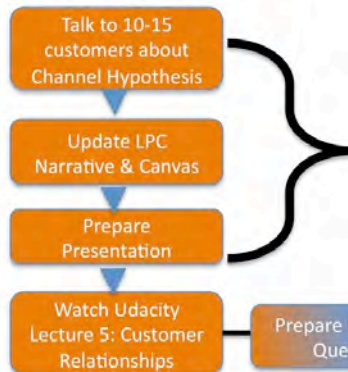 Talk to 10-15
customers about
Channel Hypothesis
Update LPC
Narrative & Canvas
Prepare
Presentation
Watch Udacity
Lecture 5: Customer
Relationships
Prepare